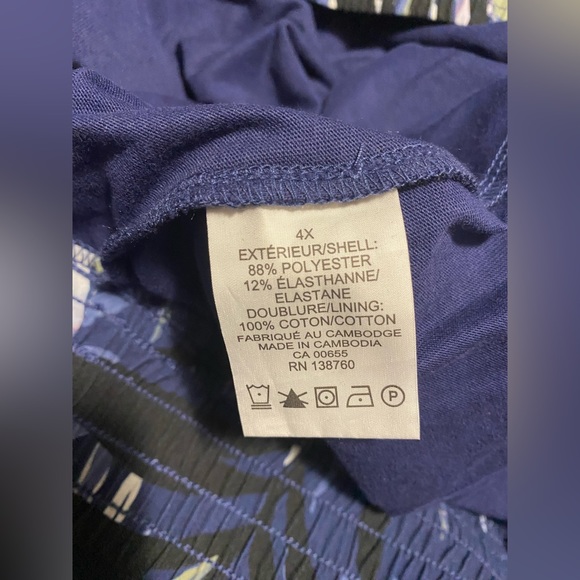 4X
EXTÉRIEUR/SHELL:
88% POLYESTER
12% ÉLASTHANNE/
ELASTANE
DOUBLURE/LINING:
100% COTON/COTTON
FABRIQUÉ AU CAMBODGE
MADE IN CAMBODIA
CA 00655
RN 138760
P